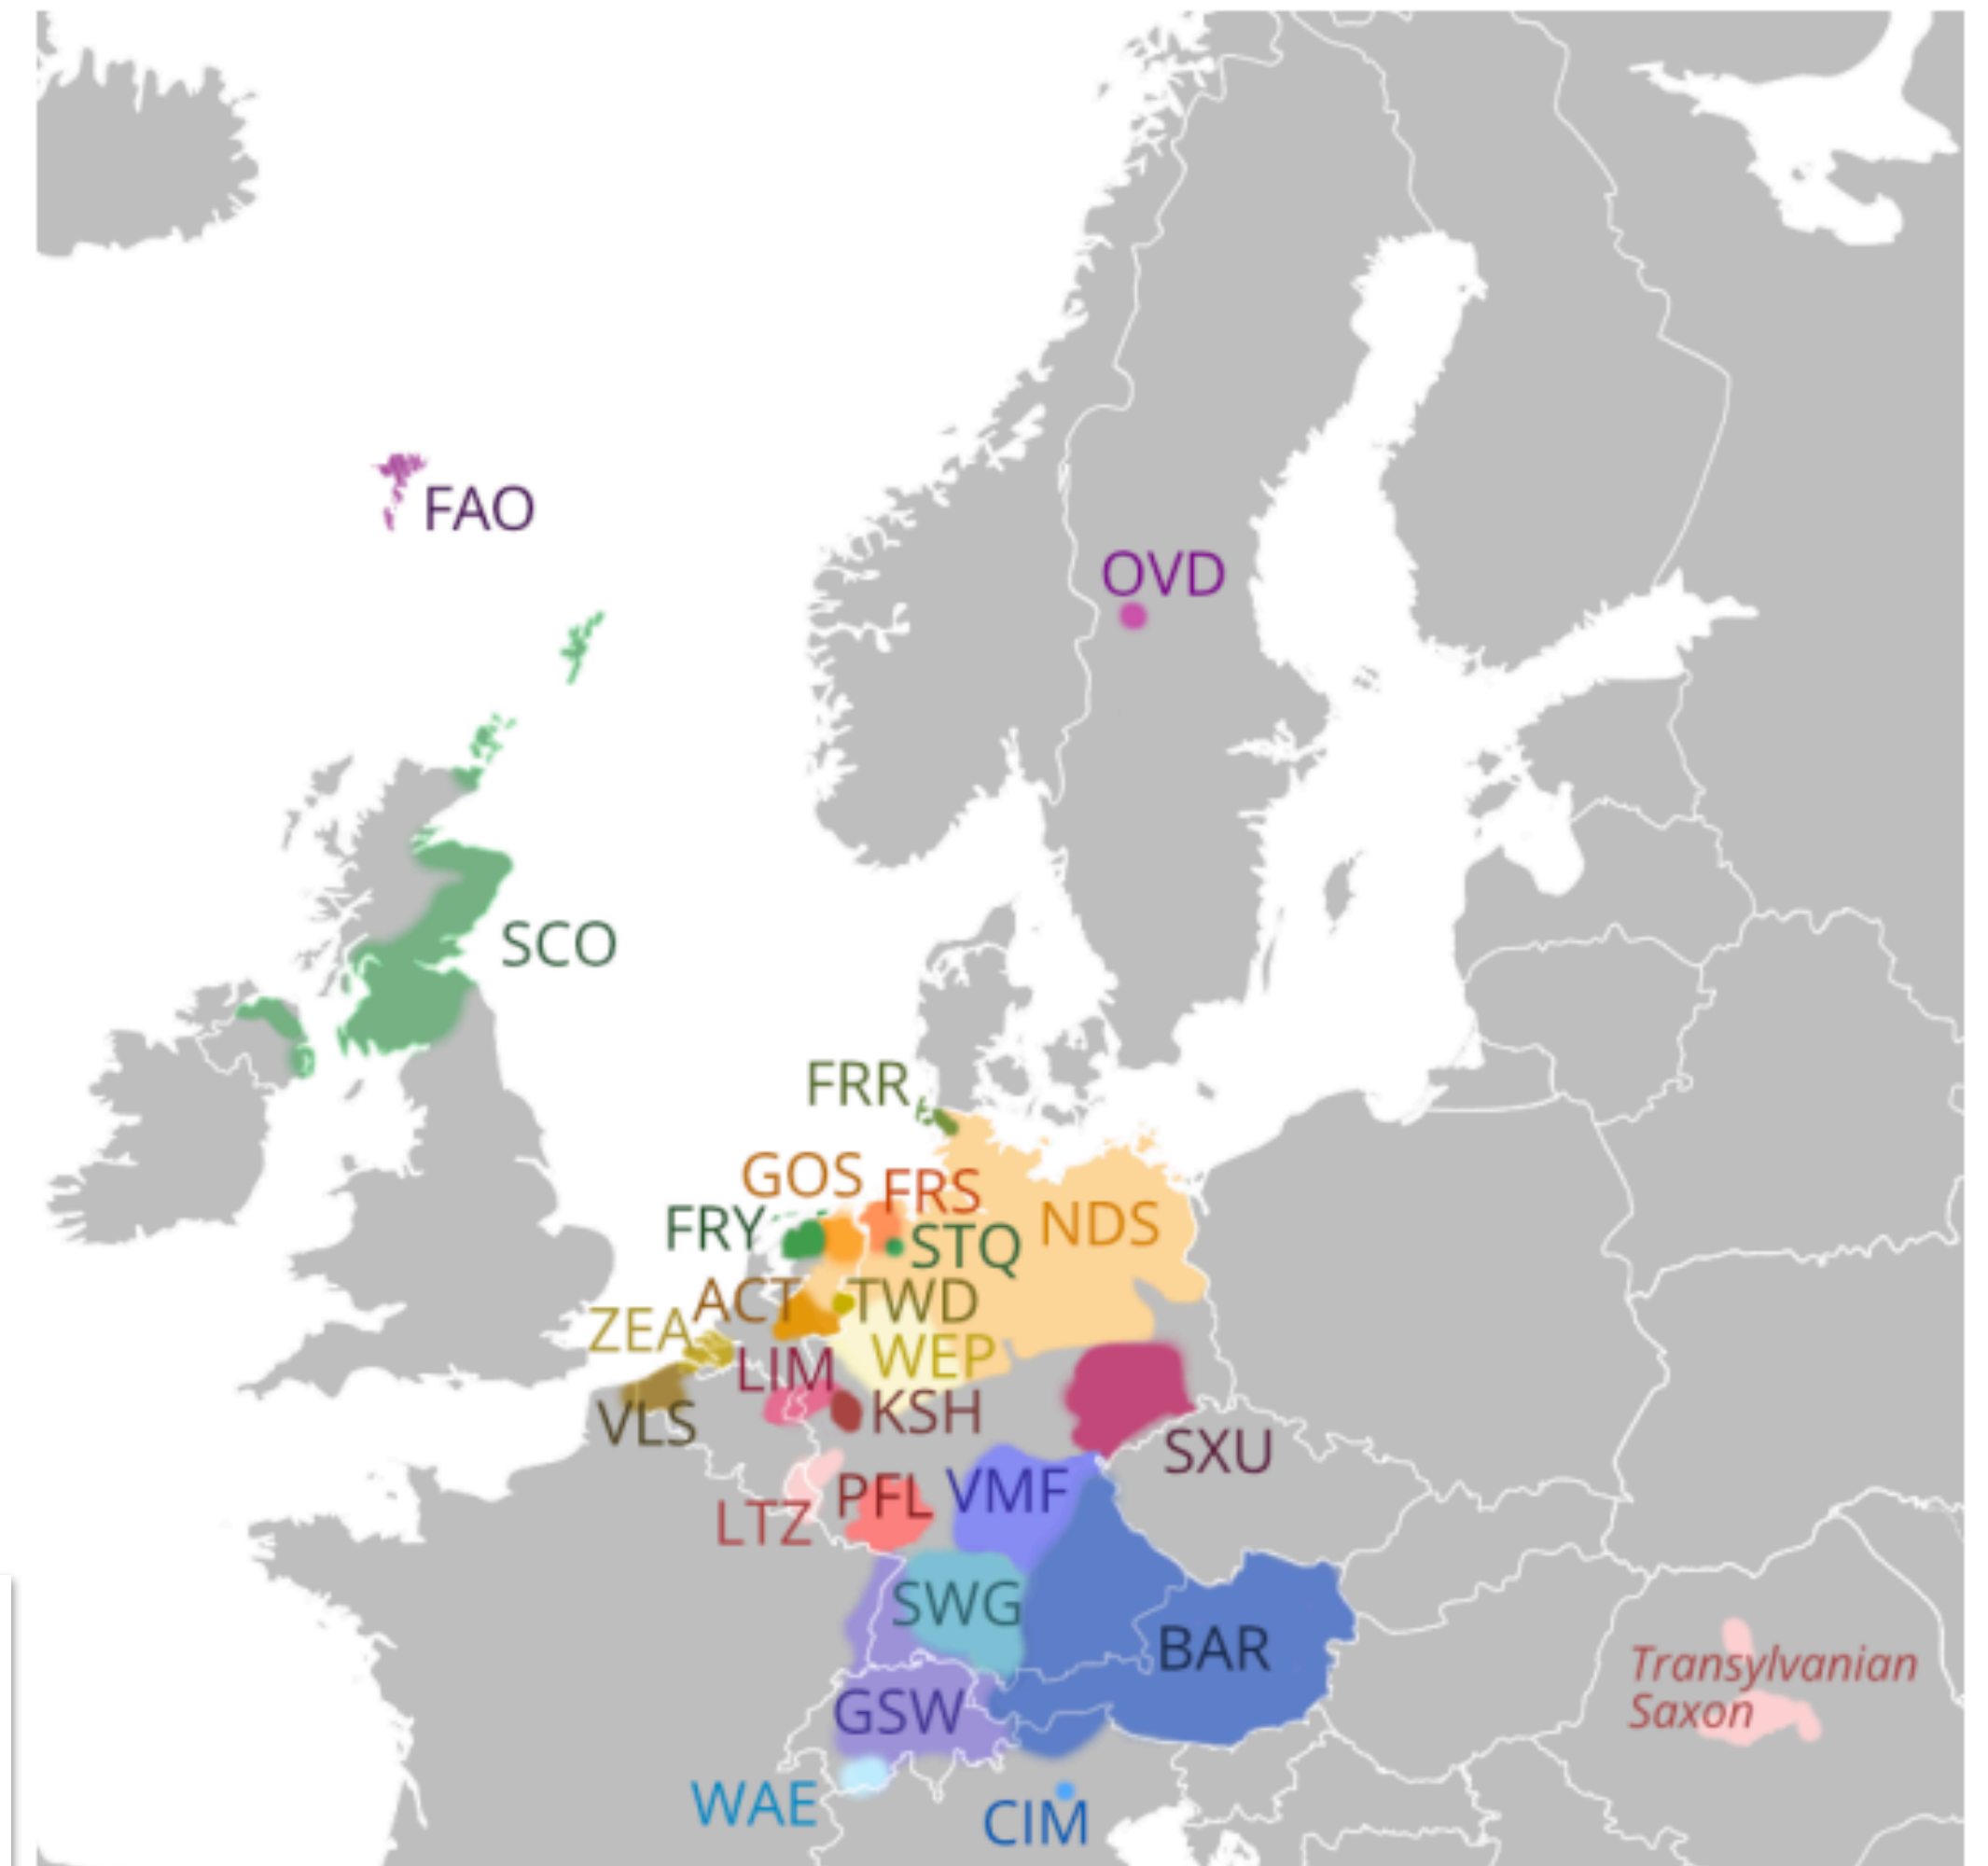 FAO
OVD
SCO
FRR
GOS
FRS
FRY
STQ
NDS
ACT
TWD
ZEA
WEP
LIM
KSH
VLS
SXU
PFL
VMF
LTZ
SWG
BAR
Transylvanian
Saxon
GSW
WAE
CIM